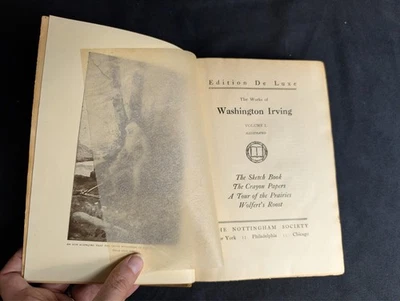 Edition De Luxe
The Works of
Washington Irving
VOLUME
The Sketch Book
The Crayon Papers
A Tour of the Prairies
Wolfert's Roost
THE NOTTINGHAM SOCIETY
New York Philadelphia Chicago